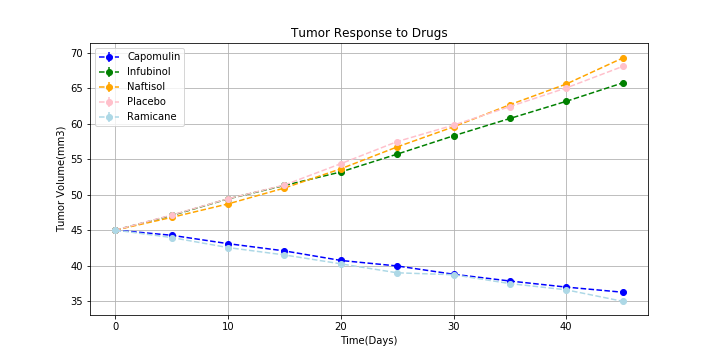 Tumor Response to Drugs
Capomulin
Infubinol
Naftisol
Placebo
Ramicane
Tumor Volume(mm3)
70
65
60
55
50
45
40
35
0
10
20
30
40
Time(Days)